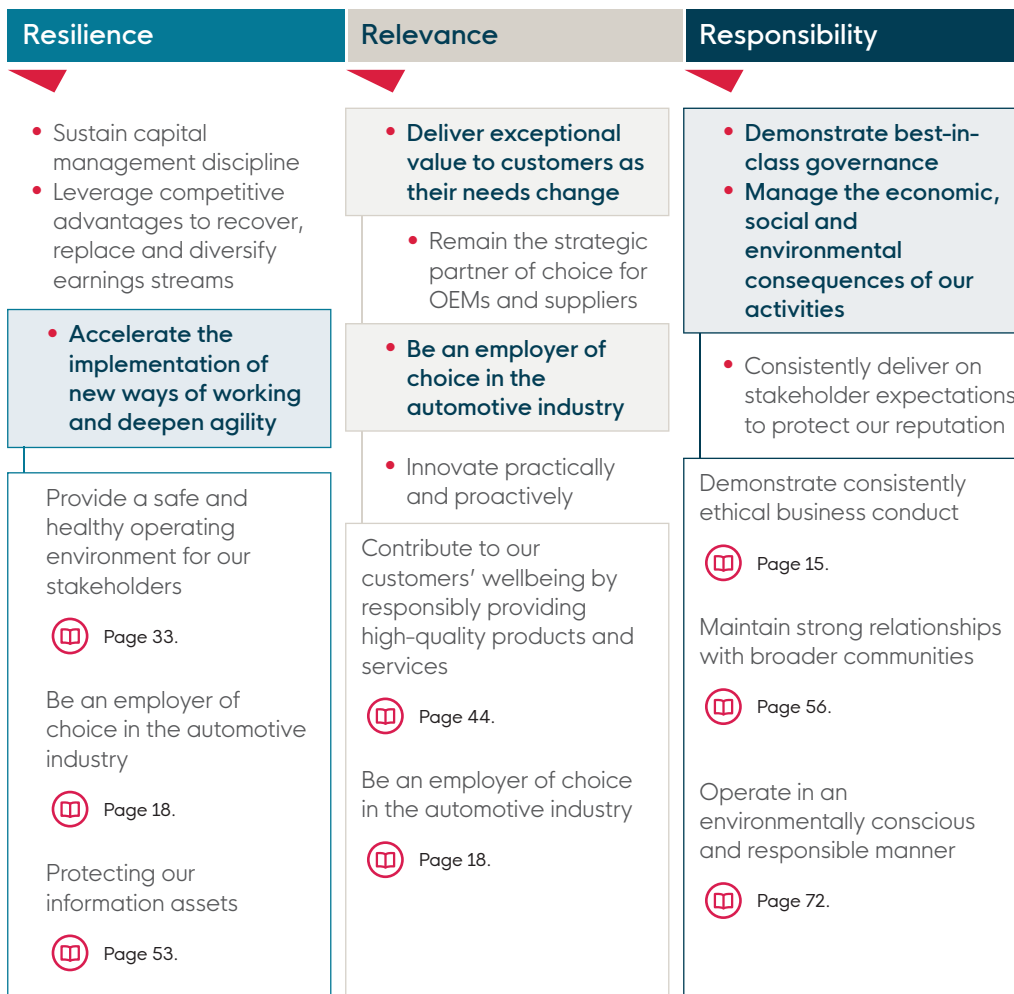 Resilience
• Sustain capital
management discipline
• Leverage competitive
advantages to recover,
replace and diversify
earnings streams
• Accelerate the
implementation of
new ways of working
and deepen agility
Provide a safe and
healthy operating
environment for our
stakeholders
Page 33.
Be an employer of
choice in the automotive
industry
Page 18.
Protecting our
information assets
Page 53.
Relevance
• Deliver exceptional
value to customers as
their needs change
• Remain the strategic
partner of choice for
OEMs and suppliers
• Be an employer of
choice in the
automotive industry
• Innovate practically
and proactively
Contribute to our
customers’ wellbeing by
responsibly providing
high-quality products and
services
Page 44.
Be an employer of choice
in the automotive industry
Page 18.
Responsibility
• Demonstrate best-in-
class governance
• Manage the economic,
social and
environmental
consequences of our
activities
• Consistently deliver on
stakeholder expectations
to protect our reputation
Demonstrate consistently
ethical business conduct
Page 15.
Maintain strong relationships
with broader communities
Page 56.
Operate in an
environmentally conscious
and responsible manner
Page 72.